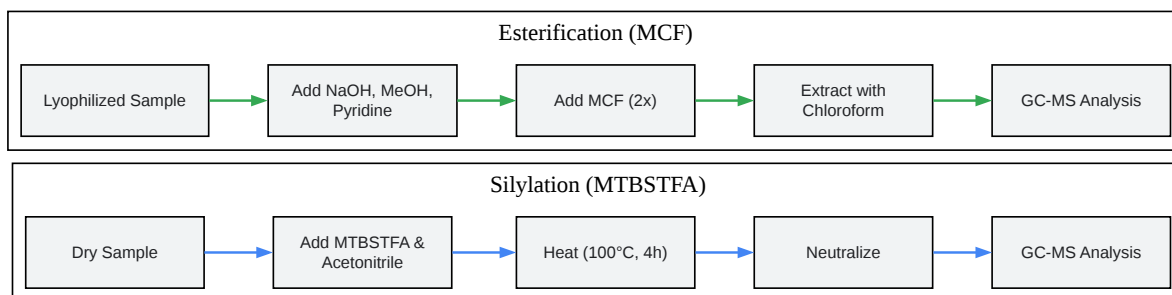 Esterification (MCF)
Lyophilized Sample
Add NaOH, MeOH,
Pyridine
Add MCF (2x)
Extract with
Chloroform
GC-MS Analysis
Silylation (MTBSTFA)
Dry Sample
Add MTBSTFA &
Acetonitrile
Heat (100°C, 4h)
Neutralize
GC-MS Analysis